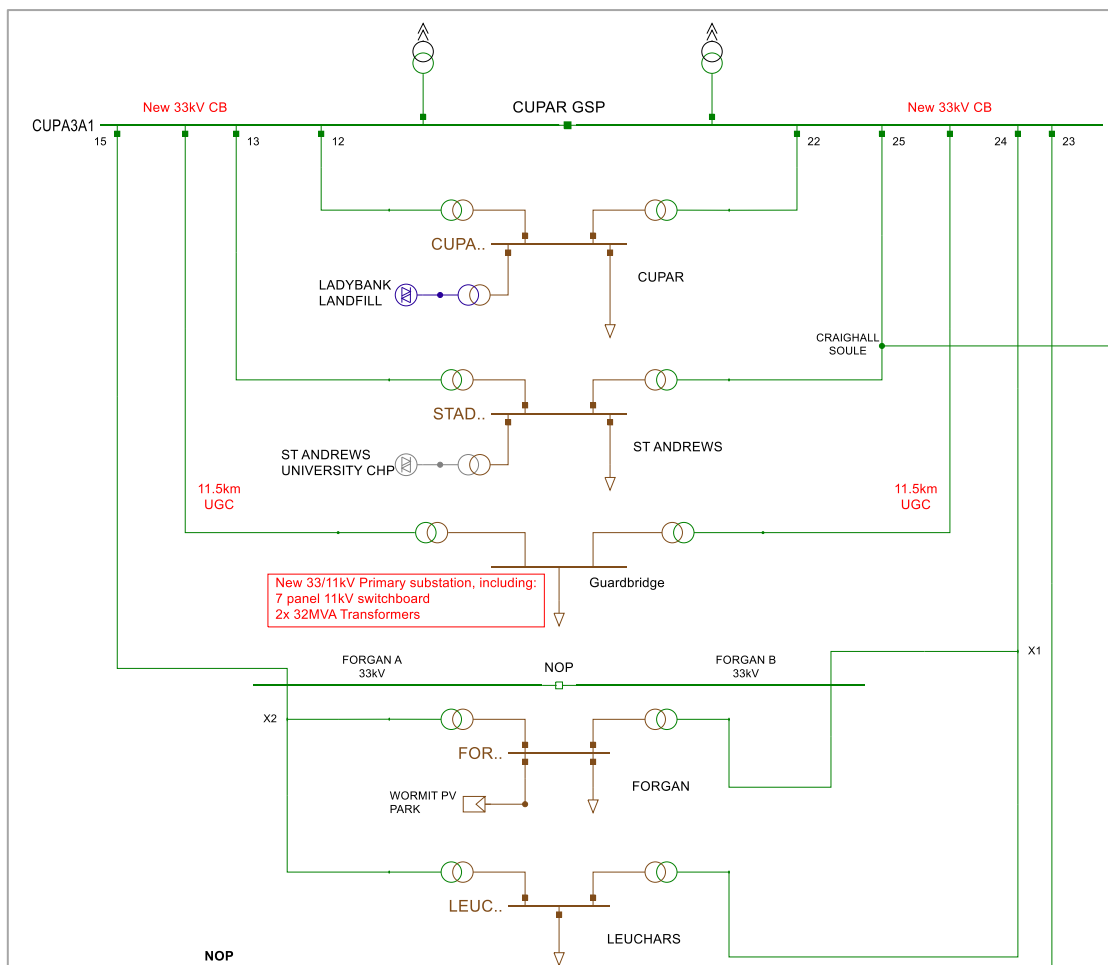 CUPAR GSP
New 33kV CB
New 33kV CB
CUPA3A1
15
13
12
22
25
24
23
CUPA..
CUPAR
LADYBANK
LANDFILL
CRAIGHALL
SOULE
STAD..
ST ANDREWS
ST ANDREWS
UNIVERSITY CHP
11.5km
UGC
11.5km
UGC
Guardbridge
New 33/11kV Primary substation, including:
7 panel 11kV switchboard
2x 32MVA Transformers
FORGAN A
33kV
NOP
FORGAN B
33kV
X1
X2
FOR..
FORGAN
WORMIT PV
PARK
LEUC..
LEUCHARS
NOP